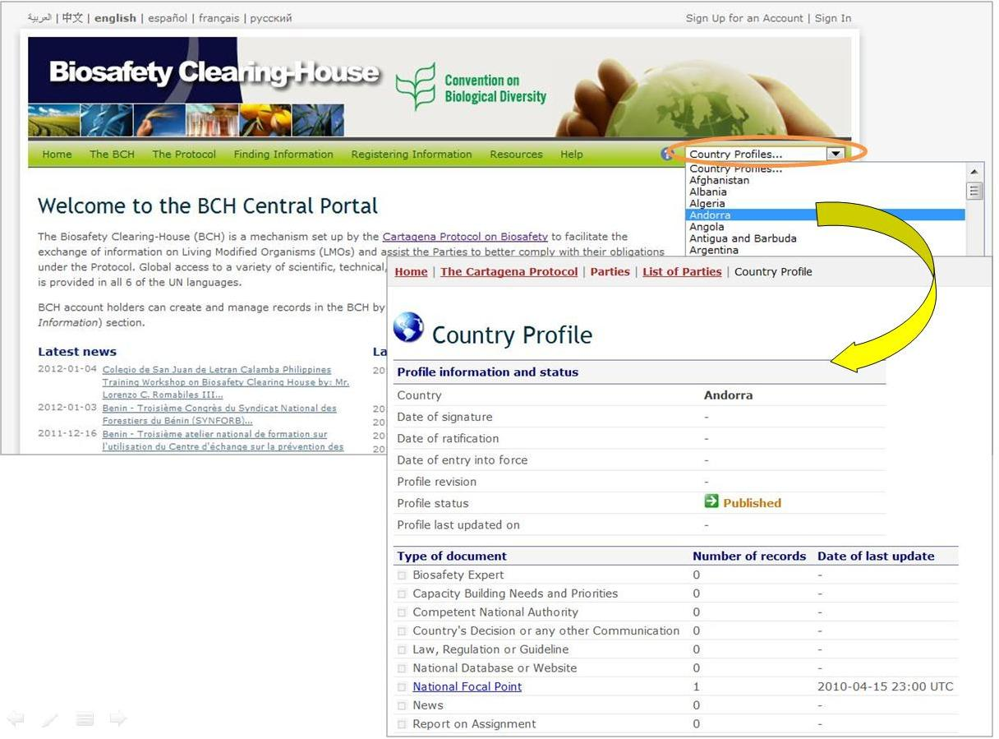 العربية | 中文 | english | español | français | русский
Sign Up for an Account | Sign In
Biosafety Clearing-House
Convention on
Biological Diversity
Home The BCH The Protocol Finding Information Registering Information Resources Help
Country Profiles...
Country Profiles...
Afghanistan
Albania
Algeria
Andorra
Angola
Antigua and Barbuda
Argentina
Welcome to the BCH Central Portal
The Biosafety Clearing-House (BCH) is a mechanism set up by the Cartagena Protocol on Biosafety to facilitate the
exchange of information on Living Modified Organisms (LMOs) and assist the Parties to better comply with their obligations
under the Protocol. Global access to a variety of scientific, technical,
is provided in all 6 of the UN languages.
BCH account holders can create and manage records in the BCH by
Information) section.
Latest news
2012-01-04 Colegio de San Juan de Letran Calamba Philippines
Training Workshop on Biosafety Clearing House by: Mr.
Lorenzo C. Romabiles III...
2012-01-03 Benin - Troisième Congrès du Syndicat National des
Forestiers du Bénin (SYNFORB)...
2011-12-16 Benin - Troisième atelier national de formation sur
l'utilisation du Centre d'échange sur la prévention des
La
20
20
20
20
20
Home | The Cartagena Protocol | Parties | List of Parties | Country Profile
Country Profile
Profile information and status
Country Andorra
Date of signature -
Date of ratification -
Date of entry into force -
Profile revision -
Profile status Published
Profile last updated on -
Type of document Number of records Date of last update
Biosafety Expert 0 -
Capacity Building Needs and Priorities 0 -
Competent National Authority 0 -
Country's Decision or any other Communication 0 -
Law, Regulation or Guideline 0 -
National Database or Website 0 -
National Focal Point 1 2010-04-15 23:00 UTC
News 0 -
Report on Assignment 0 -